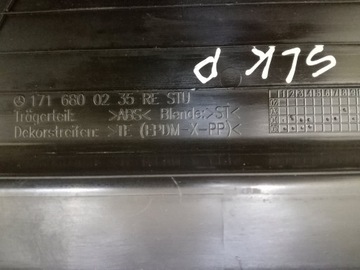 SLK P
171 680 02 35 RE STU
Trägerteil: >ABS< Blende: >ST<
Dekorstreifen: >TE (EPDM-X-PP)<